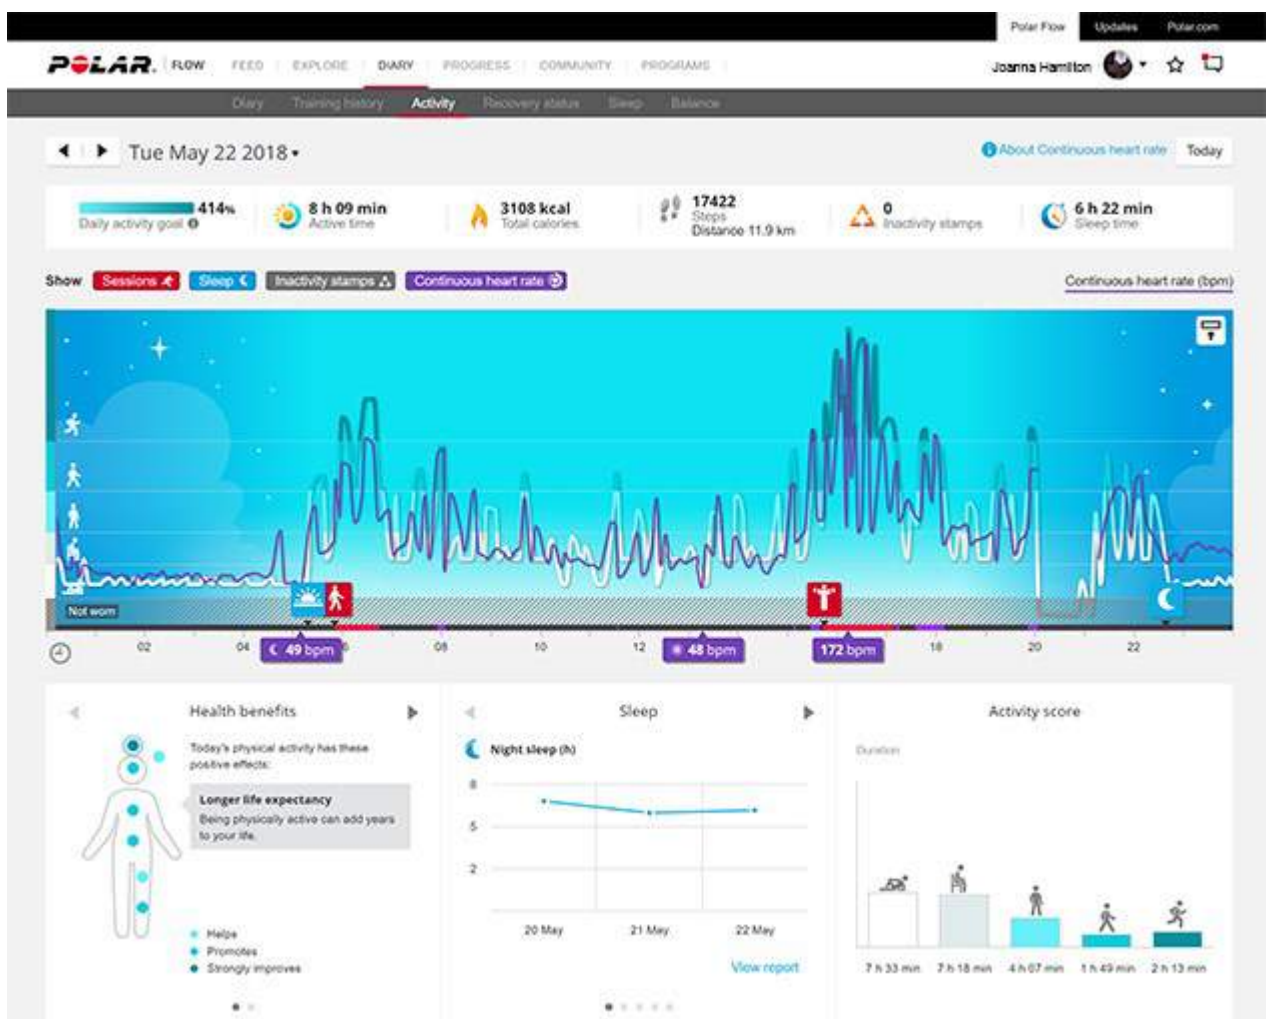 Polar Flow Updates Polar.com
POLAR. FLOW FEED EXPLORE DIARY PROGRESS COMMUNITY PROGRAMS Joanna Hamilton
Diary Training history Activity Recovery status Sleep Balance
Tue May 22 2018 About Continuous heart rate Today
414%
Daily activity goal
8 h 09 min
Active time
3108 kcal
Total calories
17422
Steps
Distance 11.9 km
0
Inactivity stamps
6 h 22 min
Sleep time
Show Sessions Sleep Inactivity stamps Continuous heart rate Continuous heart rate (bpm)
Not worn
02 04 6 08 10 12 18 20 22
49 bpm 48 bpm 172 bpm
Health benefits
Today's physical activity has these
positive effects:
Longer life expectancy
Being physically active can add years
to your life.
Helps
Promotes
Strongly improves
Sleep
Night sleep (h)
8
5
2
20 May 21 May 22 May
View report
Activity score
Duration
7 h 33 min 7 h 18 min 4 h 07 min 1 h 49 min 2 h 13 min